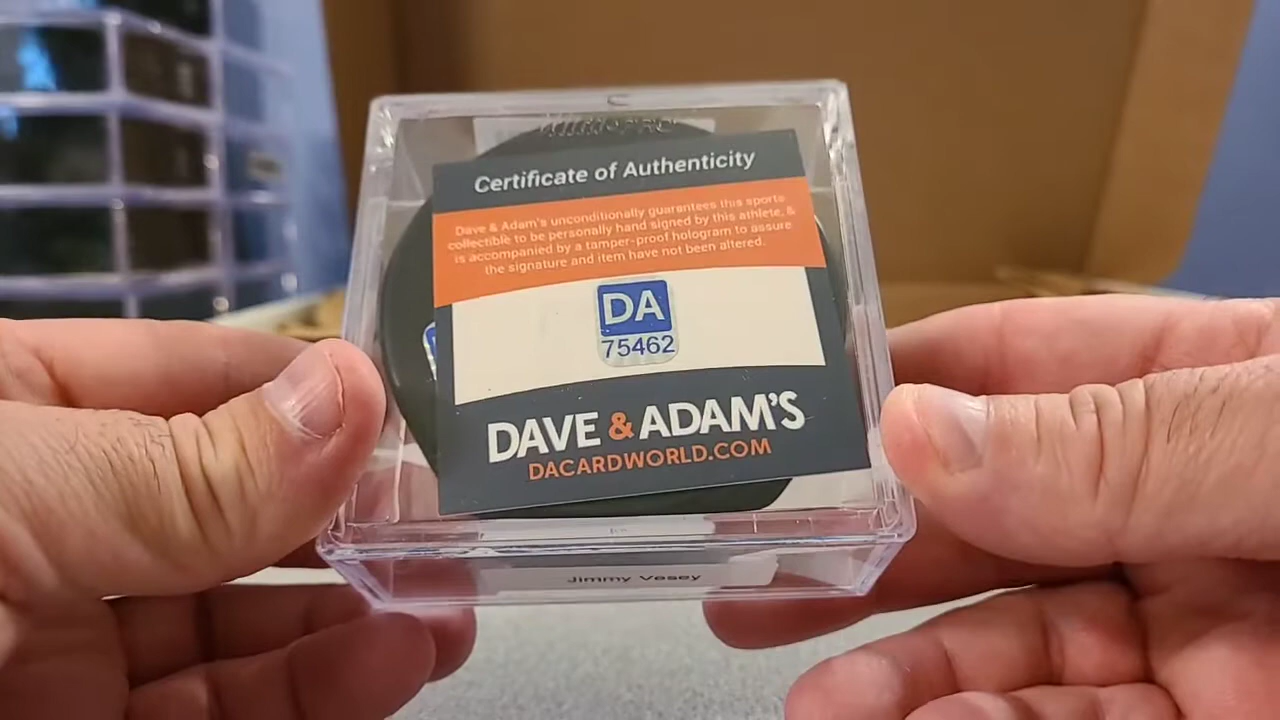 Certificate of Authenticity
Dave & Adam's unconditionally guarantees this sports
collectible to be personally hand signed by this athlete, &
is accompanied by a tamper-proof hologram to assure
the signature and item have not been altered.
DA
75462
DAVE & ADAM'S
DACARDWORLD.COM
Jimmy Vesey